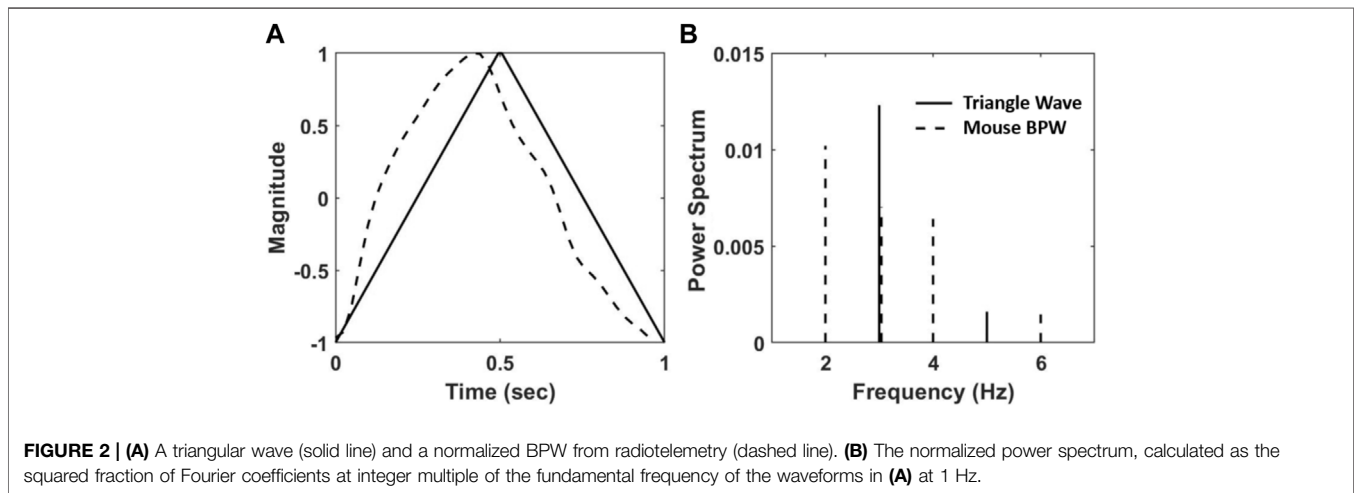 A
1
0.5
0
-0.5
-1
Magnitude
0
0.5
1
Time (sec)
B
0.015
0.01
0.005
0
Power Spectrum
Triangle Wave
Mouse BPW
2
4
6
Frequency (Hz)
FIGURE 2 | (A) A triangular wave (solid line) and a normalized BPW from radiotelemetry (dashed line). (B) The normalized power spectrum, calculated as the
squared fraction of Fourier coefficients at integer multiple of the fundamental frequency of the waveforms in (A) at 1 Hz.